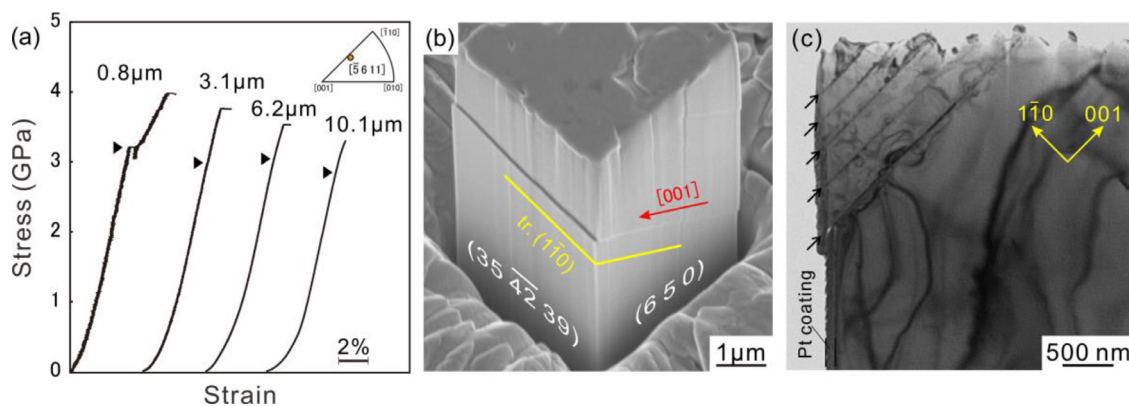 (a)
Stress (GPa)
5
4
3
2
1
0
0.8μm
3.1μm
6.2μm
10.1μm
[1̅10]
[5̅ 6 11]
[001]
[010]
2%
Strain
(b)
[001]
tr. (11̅0)
(35 4̅2̅ 39)
(6 5 0)
1μm
(c)
11̅0
001
Pt coating
500 nm